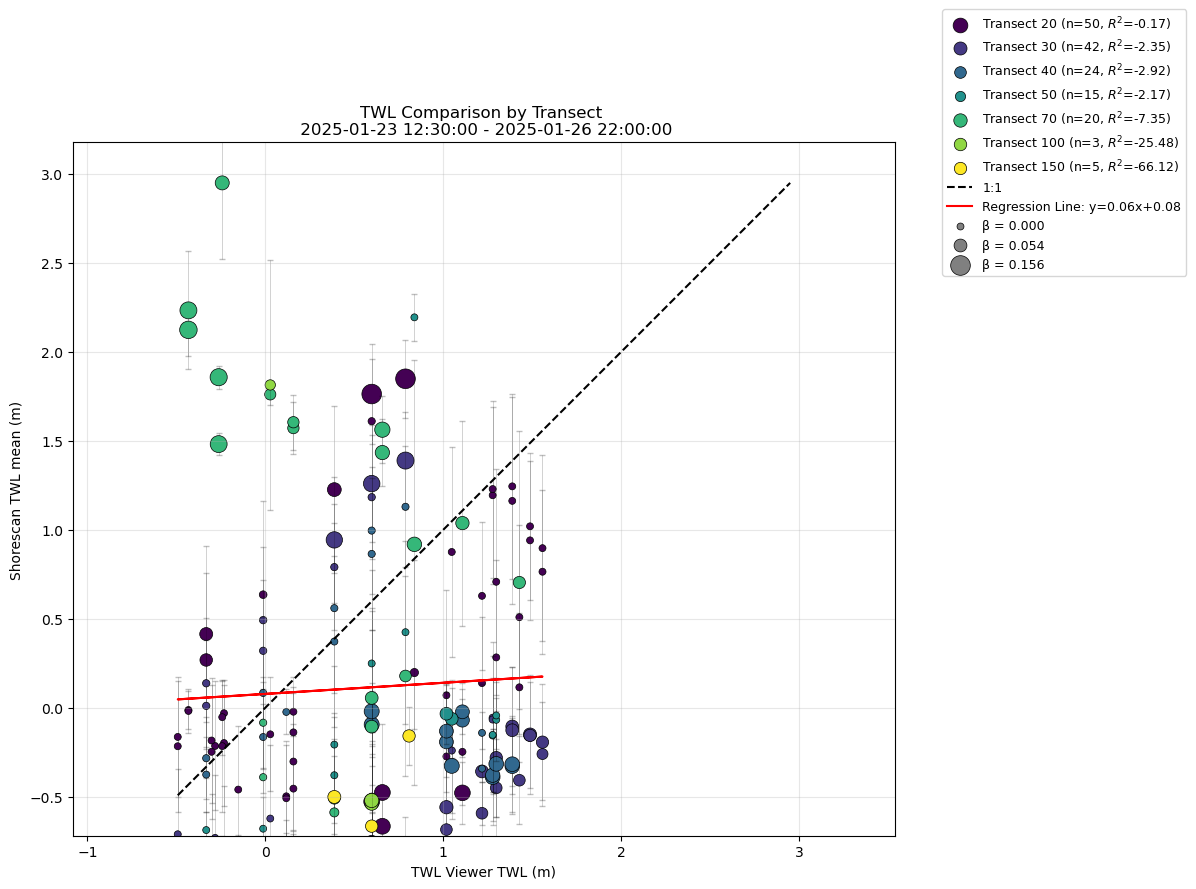 Transect 20 (n=50, R²=-0.17)
Transect 30 (n=42, R²=-2.35)
Transect 40 (n=24, R²=-2.92)
Transect 50 (n=15, R²=-2.17)
Transect 70 (n=20, R²=-7.35)
Transect 100 (n=3, R²=-25.48)
Transect 150 (n=5, R²=-66.12)
1:1
Regression Line: y=0.06x+0.08
β = 0.000
β = 0.054
β = 0.156
TWL Comparison by Transect
2025-01-23 12:30:00 - 2025-01-26 22:00:00
Shorescan TWL mean (m)
3.0
2.5
2.0
1.5
1.0
0.5
0.0
−0.5
−1 0 1 2 3
TWL Viewer TWL (m)